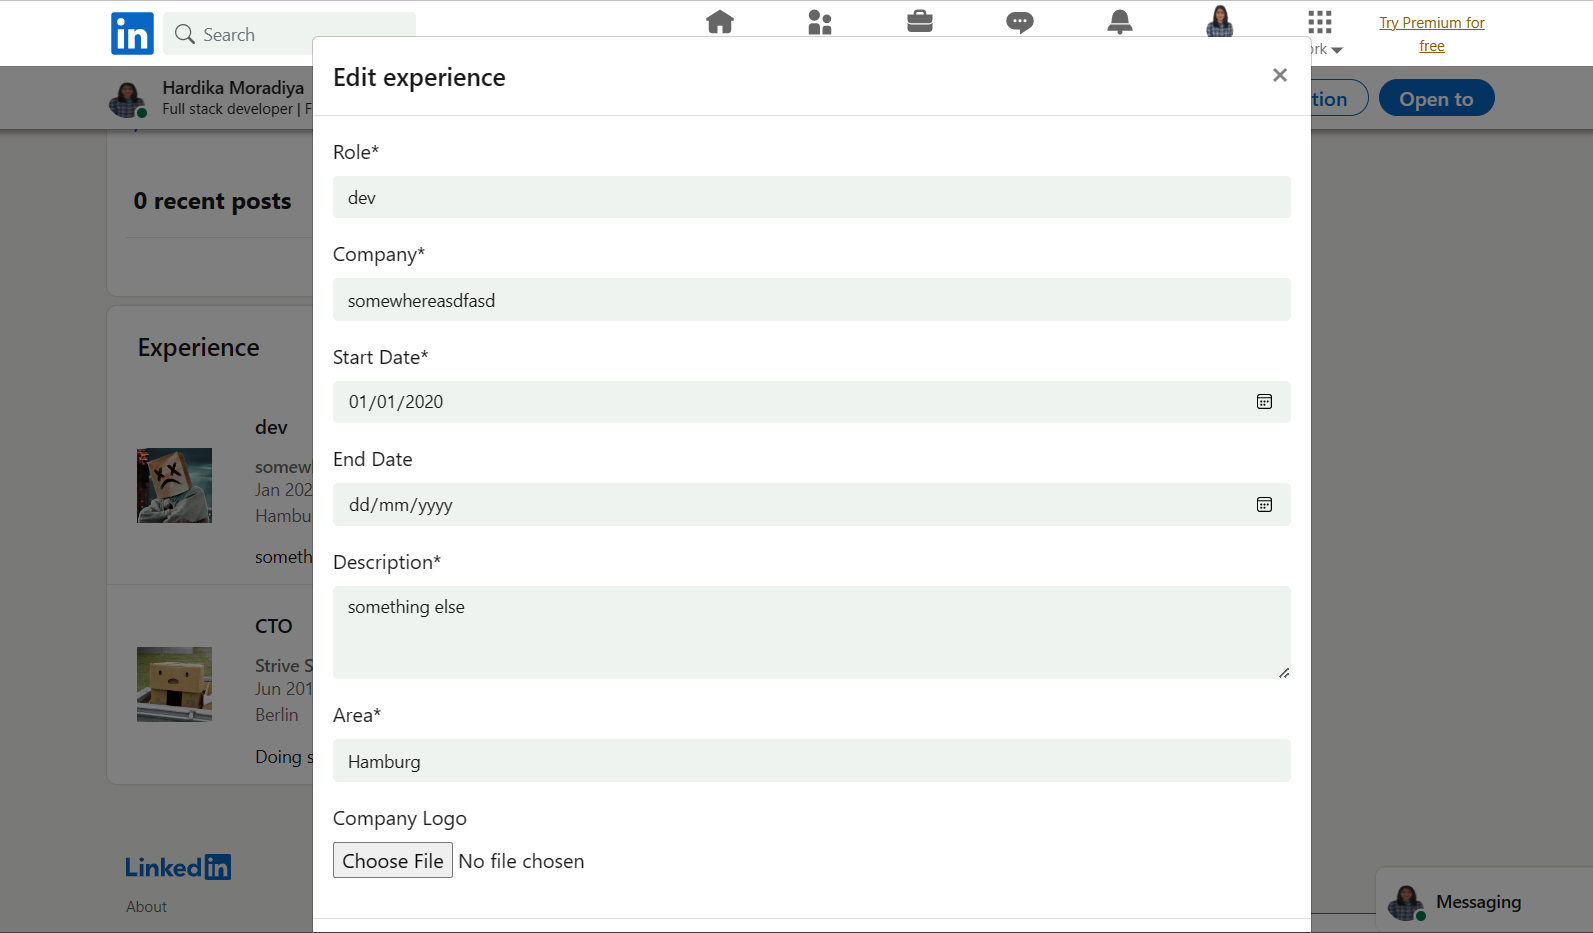 in
Search
rk
Try Premium for
free
Hardika Moradiya
Full stack developer | F
tion
Open to
0 recent posts
Experience
dev
somewh
Jan 202
Hambu
someth
CTO
Strive S
Jun 201
Berlin
Doing s
Linked in
About
Edit experience
×
Role*
dev
Company*
somewhereasdfasd
Start Date*
01/01/2020
End Date
dd/mm/yyyy
Description*
something else
Area*
Hamburg
Company Logo
Choose File No file chosen
Messaging